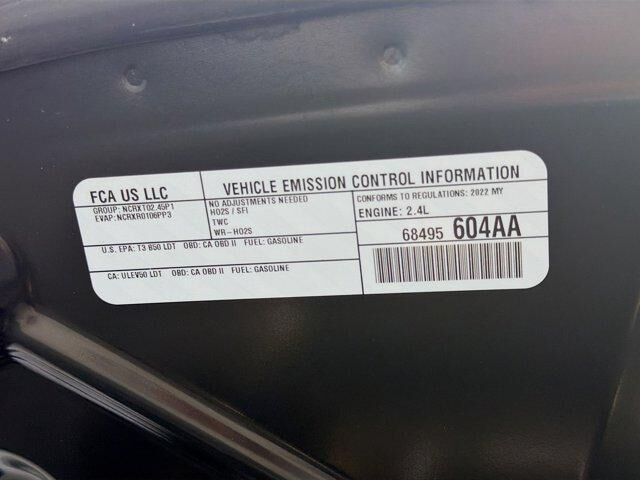 FCA US LLC
VEHICLE EMISSION CONTROL INFORMATION
GROUP: NCRXT02.45P1
EVAP: NCRXR0106PP3
NO ADJUSTMENTS NEEDED
HO2S / SFI
TWC
WR-HO2S
CONFORMS TO REGULATIONS: 2022 MY
ENGINE: 2.4L
U.S. EPA: T3 B50 LDT OBD: CA OBD II FUEL: GASOLINE
68495 604AA
CA: ULEV50 LDT OBD: CA OBD II FUEL: GASOLINE